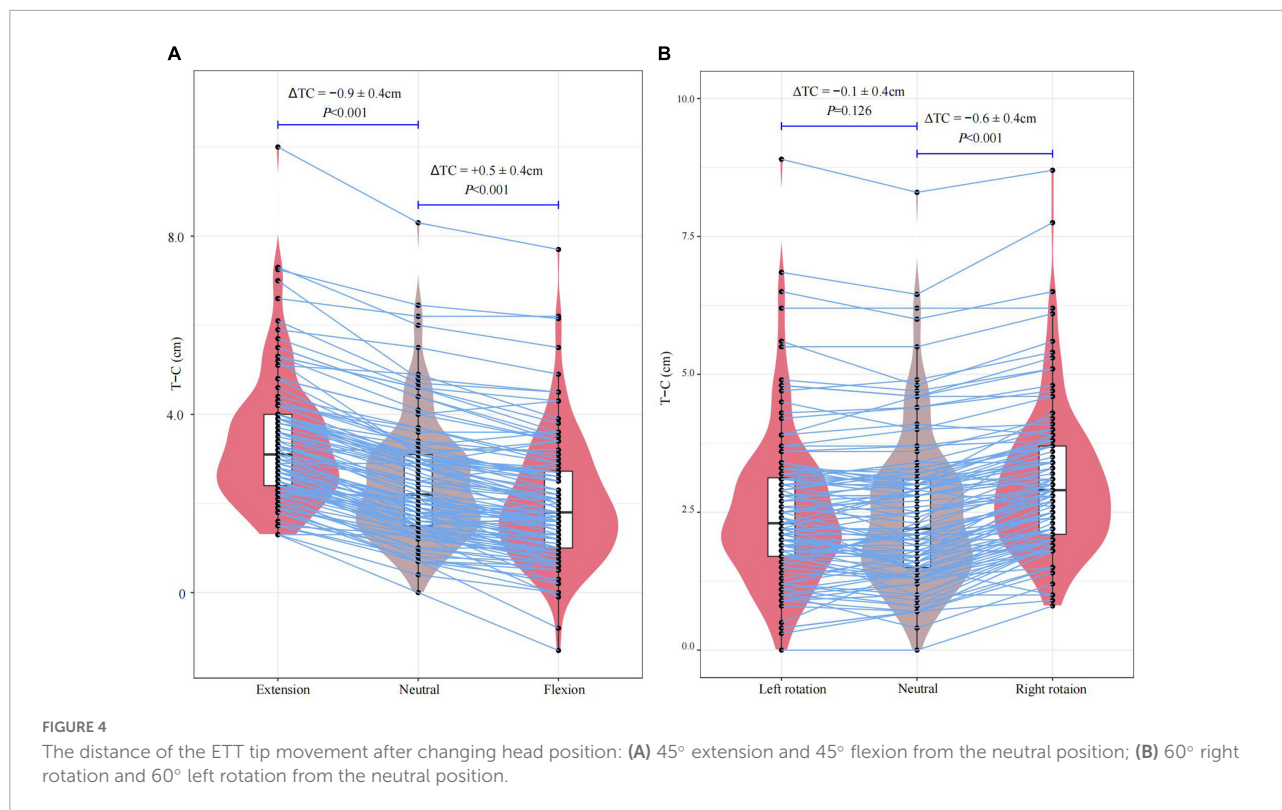 A
ΔTC = −0.9 ± 0.4cm
P<0.001
ΔTC = +0.5 ± 0.4cm
P<0.001
8.0
4.0
0
T−C (cm)
Extension
Neutral
Flexion
B
ΔTC = −0.1 ± 0.4cm
P=0.126
ΔTC = −0.6 ± 0.4cm
P<0.001
10.0
7.5
5.0
2.5
0.0
T−C (cm)
Left rotation
Neutral
Right rotaion
FIGURE 4
The distance of the ETT tip movement after changing head position: (A) 45° extension and 45° flexion from the neutral position; (B) 60° right
rotation and 60° left rotation from the neutral position.